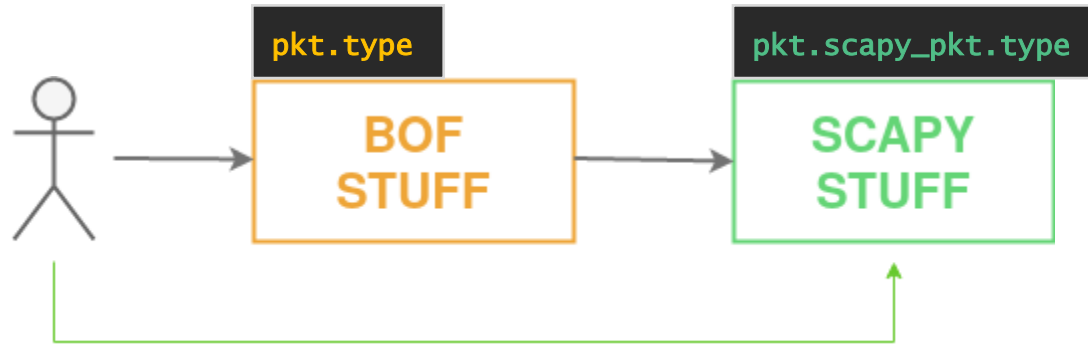 pkt.type
pkt.scapy_pkt.type
BOF
STUFF
SCAPY
STUFF